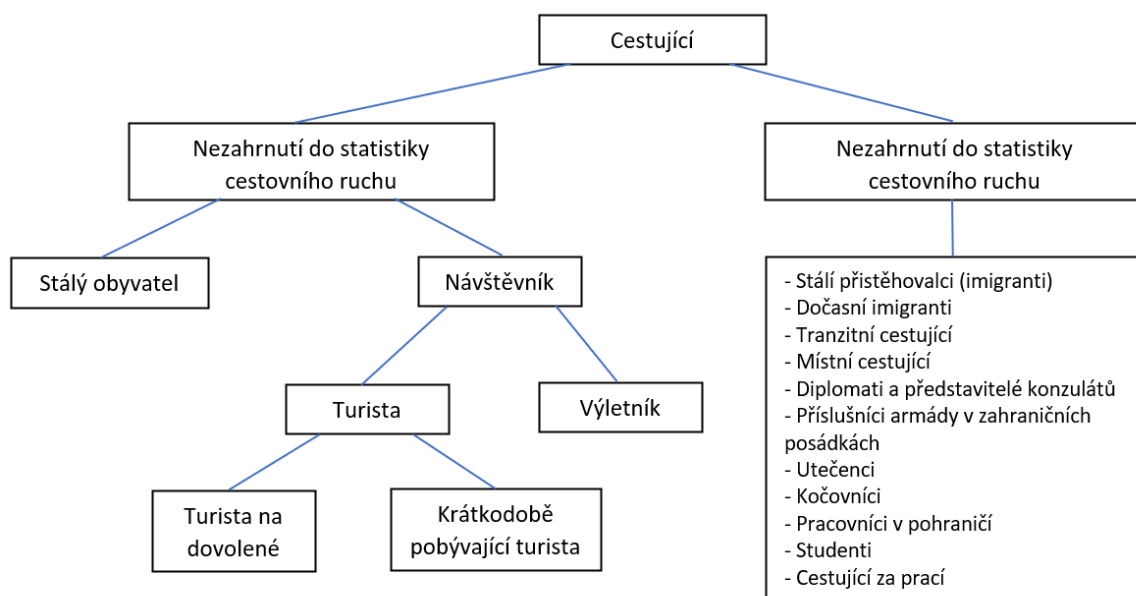 Cestující
Nezahrnutí do statistiky
cestovního ruchu
Nezahrnutí do statistiky
cestovního ruchu
Stálý obyvatel
Návštěvník
- Stálí přistěhovalci (imigranti)
- Dočasní imigranti
- Tranzitní cestující
- Místní cestující
- Diplomati a představitelé konzulátů
- Příslušníci armády v zahraničních
posádkách
- Utečenci
- Kočovníci
- Pracovníci v pohraničí
- Studenti
- Cestující za prací
Turista
Výletník
Turista na
dovolené
Krátkodobě
pobývající turista